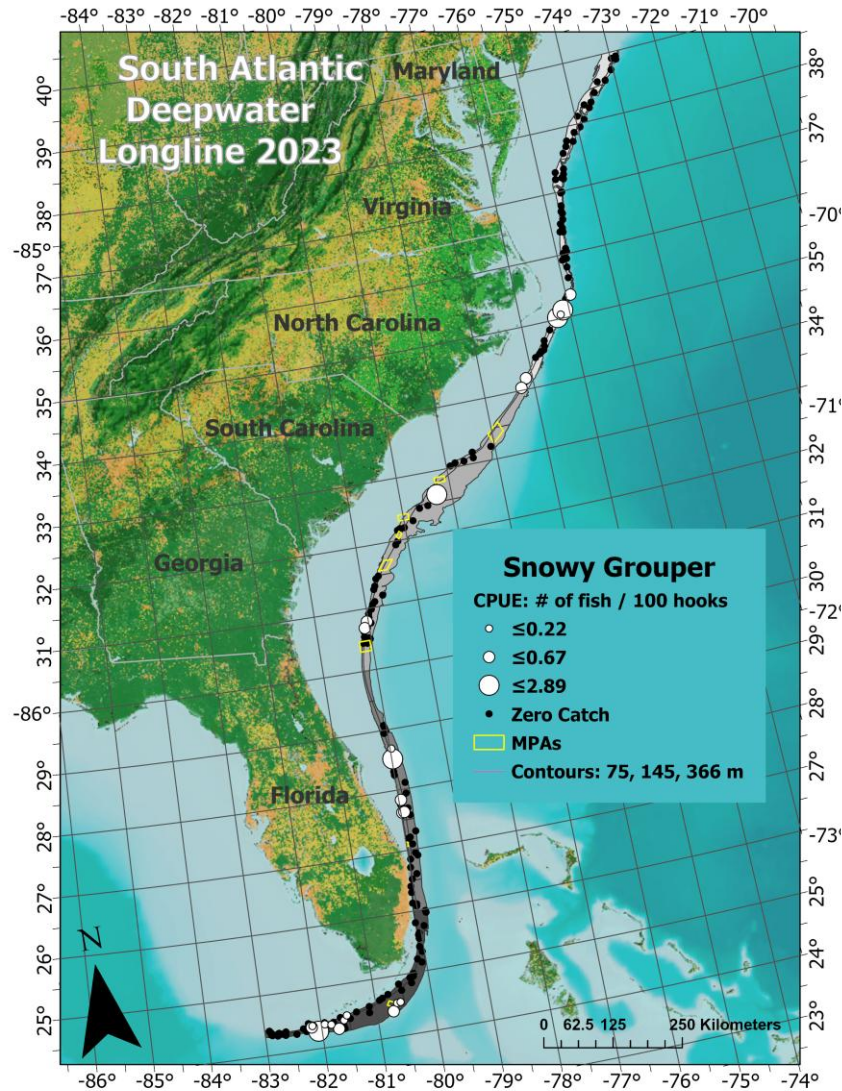 -84° -83° -82° -81° -80° -79° -78° -77° -76° -75° -74° -73° -72° -71° -70°
South Atlantic
Deepwater
Longline 2023
Maryland
Virginia
North Carolina
South Carolina
Georgia
Florida
40°
39°
38°
-85°
37°
36°
35°
34°
33°
32°
31°
-86°
29°
28°
27°
26°
25°
38°
37°
-70°
35°
34°
-71°
32°
31°
30°
-72°
29°
28°
27°
-73°
25°
24°
23°
Snowy Grouper
CPUE: # of fish / 100 hooks
≤0.22
≤0.67
≤2.89
Zero Catch
MPAs
Contours: 75, 145, 366 m
N
0 62.5 125 250 Kilometers
-86° -85° -84° -83° -82° -81° -80° -79° -78° -77° -76° -75° -74°